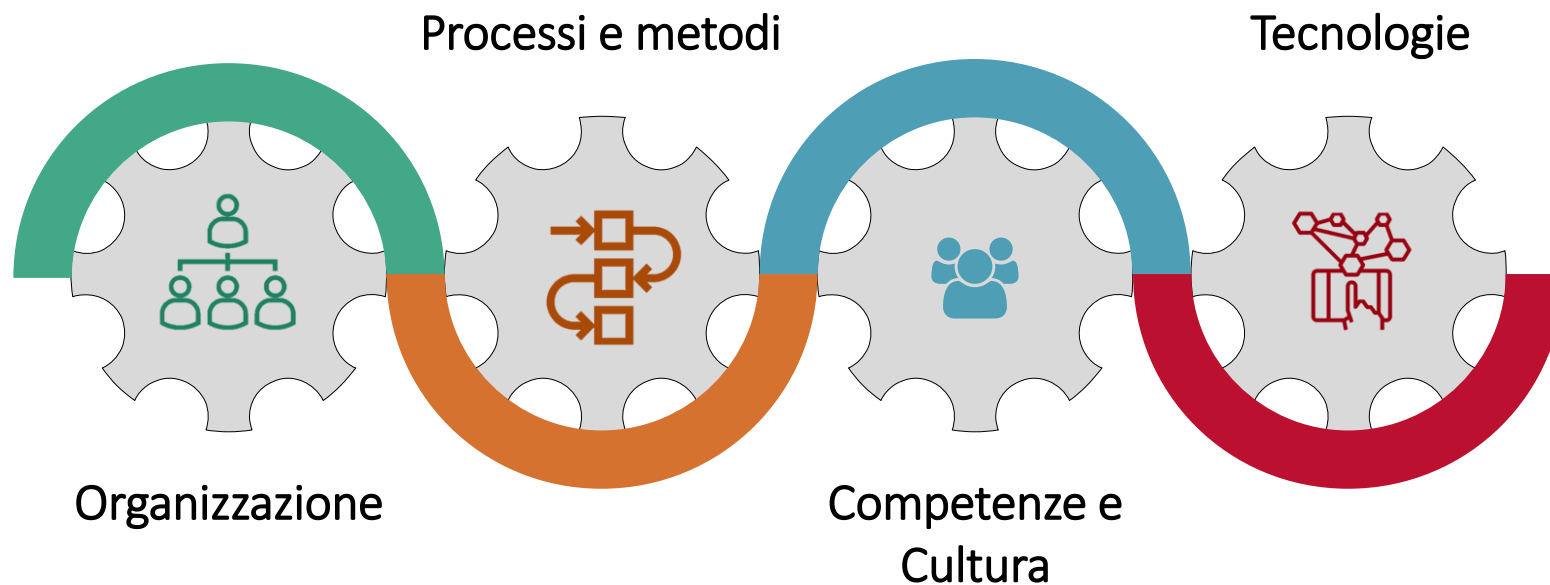 Processi e metodi
Tecnologie
Organizzazione
Competenze e
Cultura